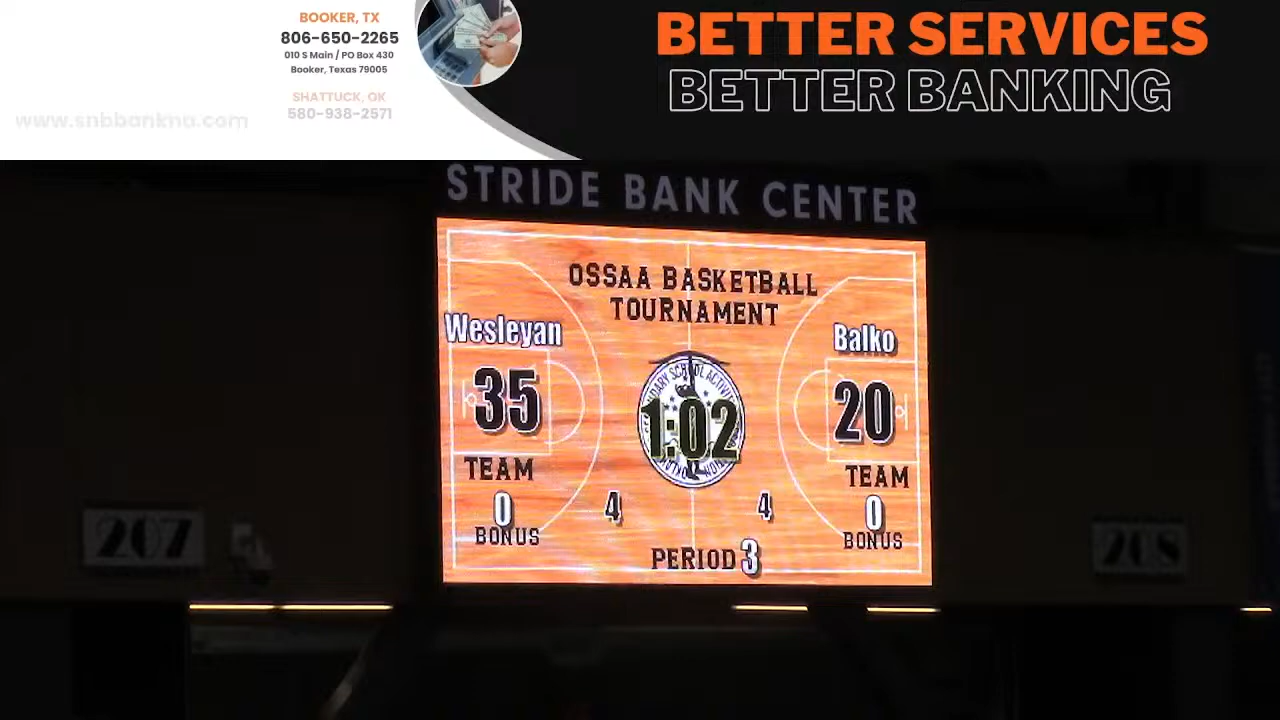 BOOKER, TX
806-650-2265
010 S Main / PO Box 430
Booker, Texas 79005
SHATTUCK, OK
580-938-2571
www.snbbankna.com
BETTER SERVICES
BETTER BANKING
STRIDE BANK CENTER
OSSAA BASKETBALL
TOURNAMENT
Wesleyan
Balko
35
1:02
20
TEAM
TEAM
0
4
4
0
BONUS
BONUS
PERIOD 3
207
208